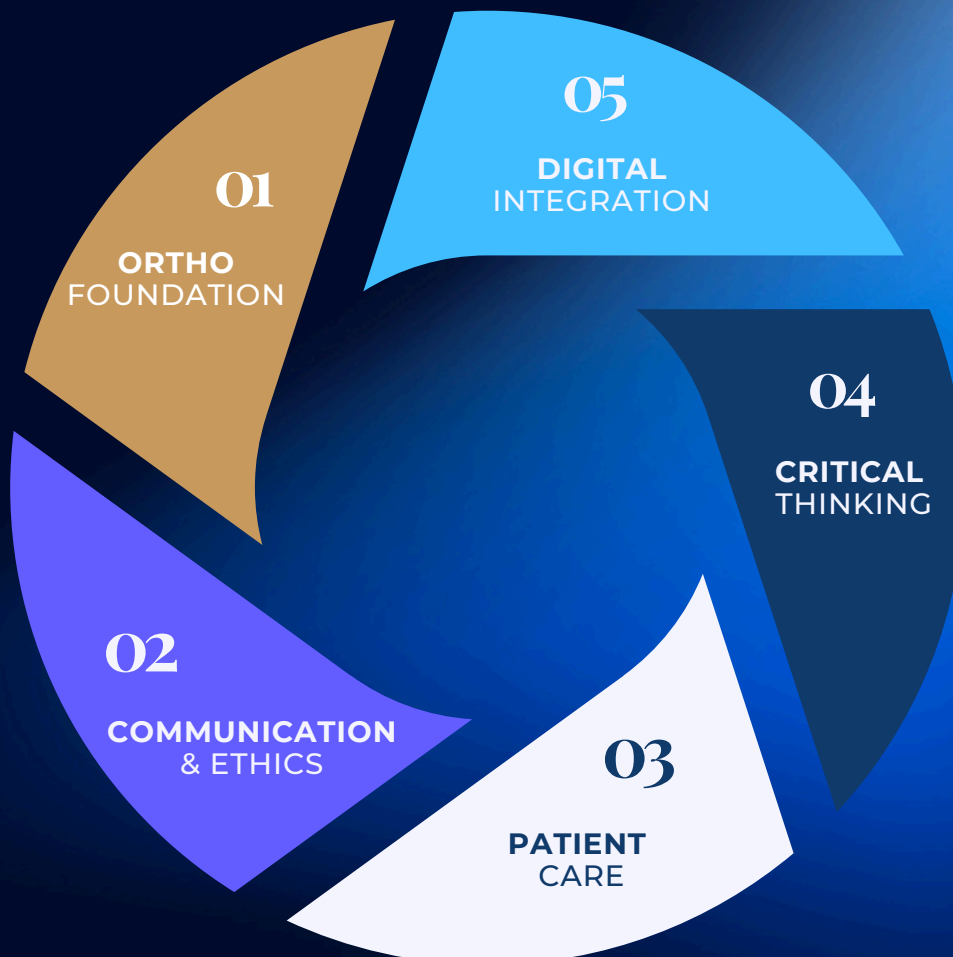 01
ORTHO
FOUNDATION
02
COMMUNICATION
& ETHICS
03
PATIENT
CARE
04
CRITICAL
THINKING
05
DIGITAL
INTEGRATION